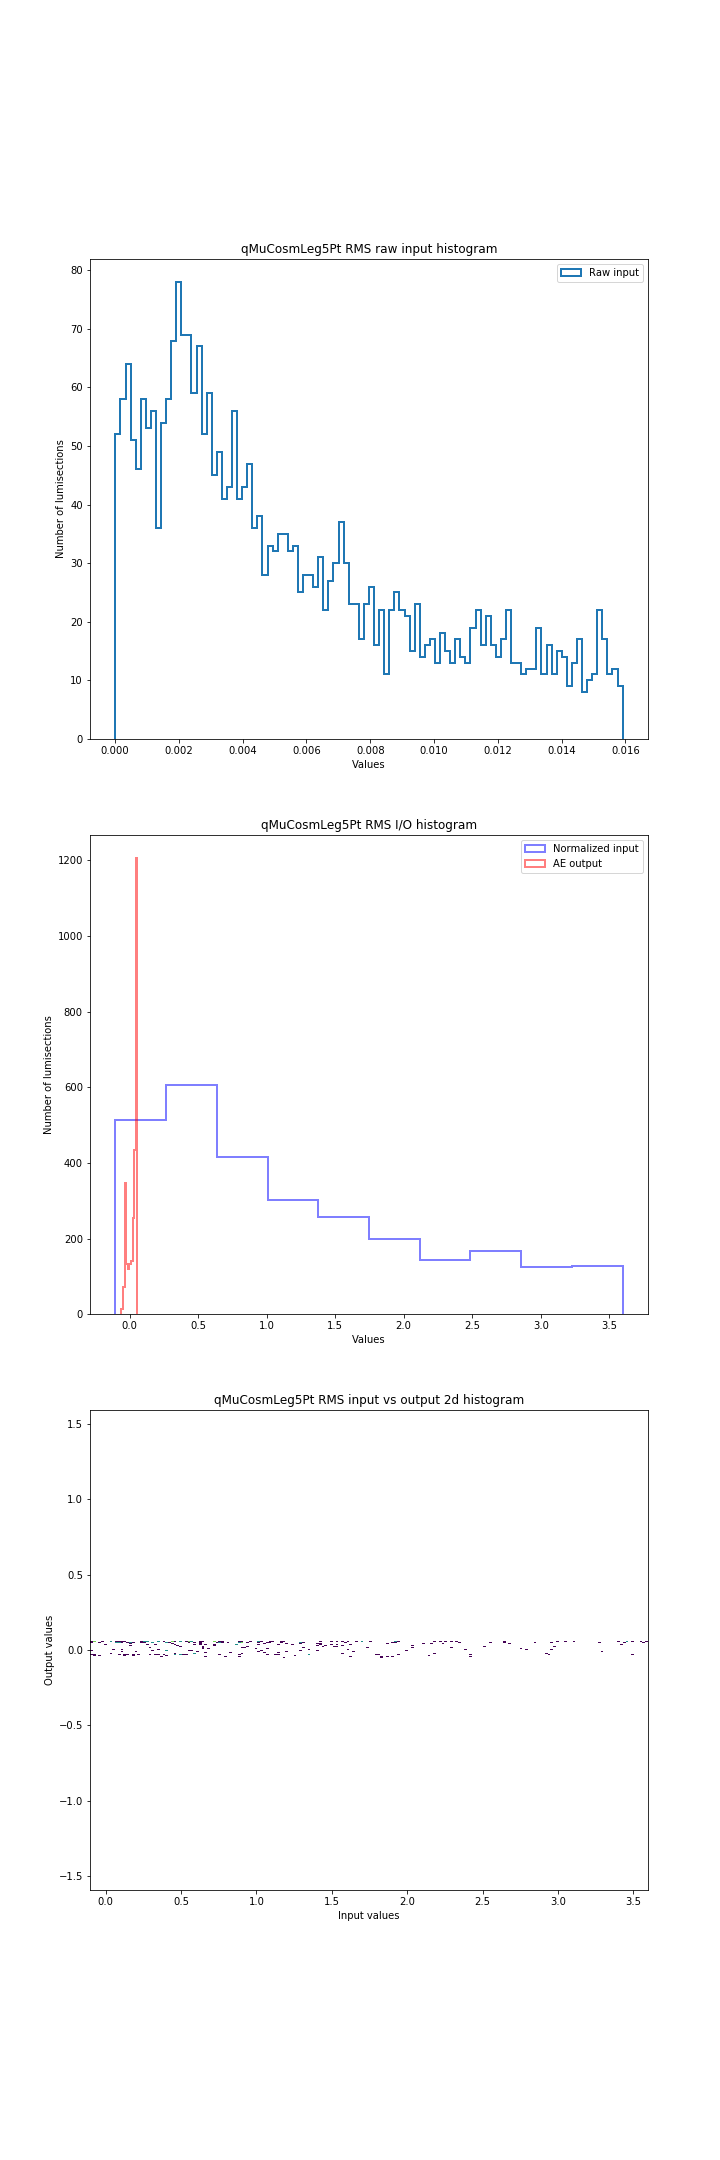 qMuCosmLeg5Pt RMS raw input histogram
Raw input
80
70
60
50
40
30
20
10
0
Number of lumisections
0.000 0.002 0.004 0.006 0.008 0.010 0.012 0.014 0.016
Values
qMuCosmLeg5Pt RMS I/O histogram
Normalized input
AE output
1200
1000
800
600
400
200
0
Number of lumisections
0.0 0.5 1.0 1.5 2.0 2.5 3.0 3.5
Values
qMuCosmLeg5Pt RMS input vs output 2d histogram
1.5
1.0
0.5
0.0
−0.5
−1.0
−1.5
Output values
0.0 0.5 1.0 1.5 2.0 2.5 3.0 3.5
Input values